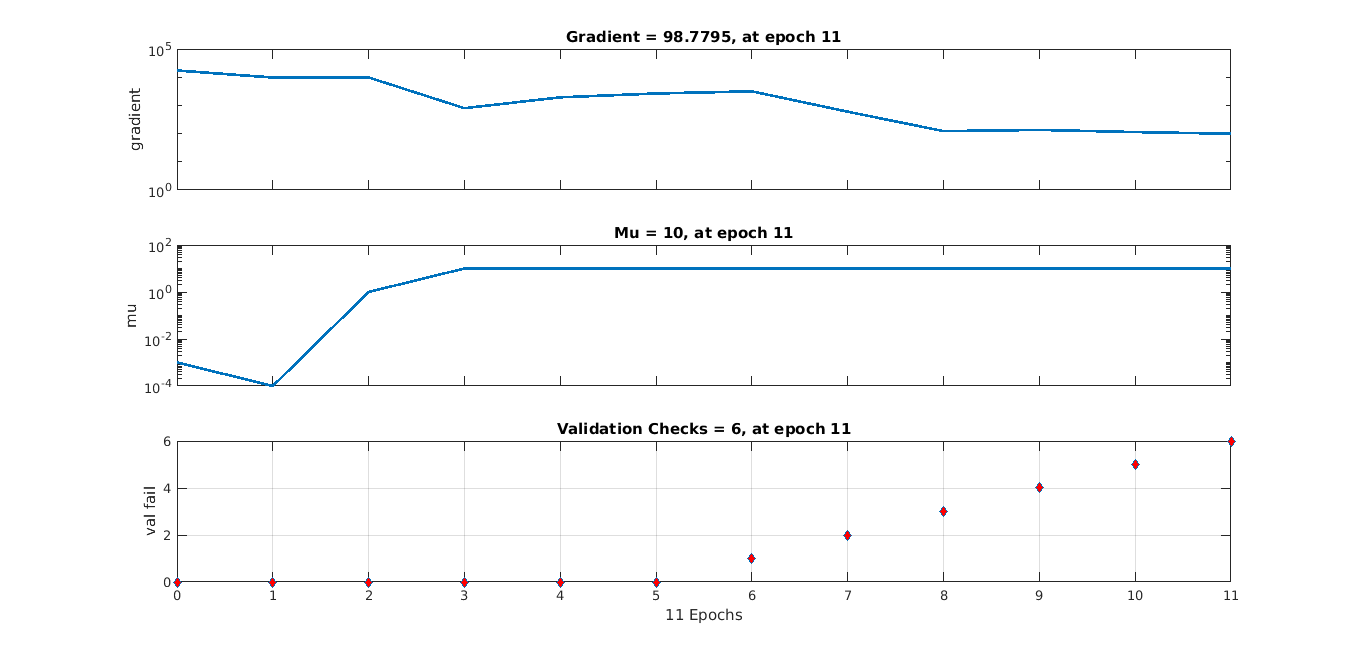 Gradient = 98.7795, at epoch 11
10^5
gradient
10^0
Mu = 10, at epoch 11
10^2
10^0
mu
10^-2
10^-4
Validation Checks = 6, at epoch 11
6
4
val fail
2
0
0 1 2 3 4 5 6 7 8 9 10 11
11 Epochs